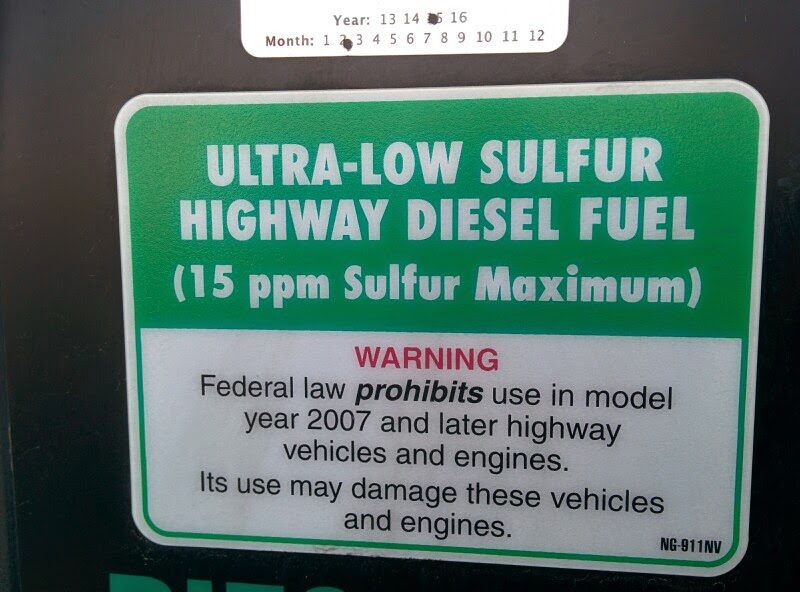 Year: 13 14 15 16
Month: 1 2 3 4 5 6 7 8 9 10 11 12
ULTRA-LOW SULFUR
HIGHWAY DIESEL FUEL
(15 ppm Sulfur Maximum)
WARNING
Federal law prohibits use in model
year 2007 and later highway
vehicles and engines.
Its use may damage these vehicles
and engines.
NG-911NV